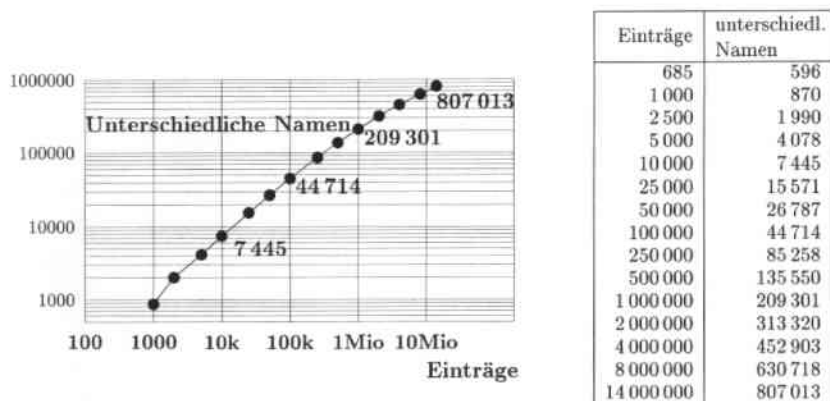 1000000
100000
10000
1000
Unterschiedliche Namen
807 013
209 301
44 714
7 445
100 1000 10k 100k 1Mio 10Mio
Einträge
Einträge unterschiedl. Namen
685 596
1 000 870
2 500 1 990
5 000 4 078
10 000 7 445
25 000 15 571
50 000 26 787
100 000 44 714
250 000 85 258
500 000 135 550
1 000 000 209 301
2 000 000 313 320
4 000 000 452 903
8 000 000 630 718
14 000 000 807 013